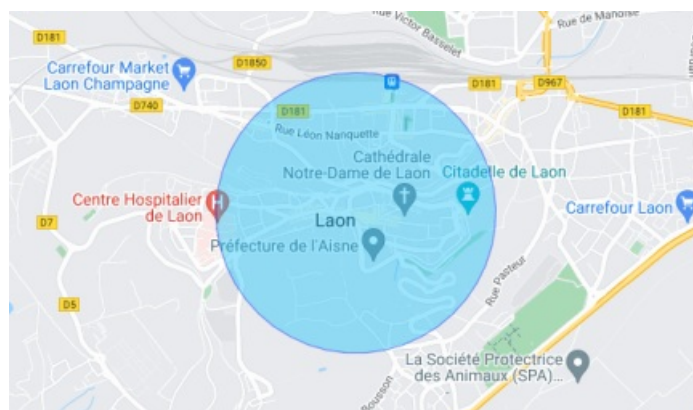 Rue Victor Basselet
Rue de Manoise
D181
D1850
Carrefour Market
Laon Champagne
D181
D967
D740
D181
D181
Rue Léon Nanquette
Cathédrale
Notre-Dame de Laon
Citadelle de Laon
Centre Hospitalier
de Laon
H
Carrefour Laon
D7
Laon
Préfecture de l'Aisne
Rue Pasteur
D5
La Société Protectrice
des Animaux (SPA)...
Bousson